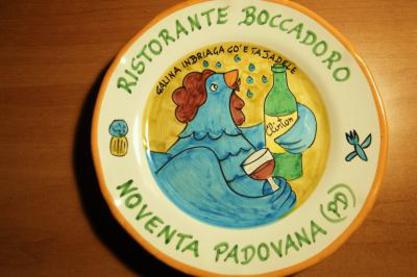 RISTORANTE BOCCADORO
GALINA INBRIAGA CO' E TAJADELE
Clinton
NOVENTA PADOVANA (PD)